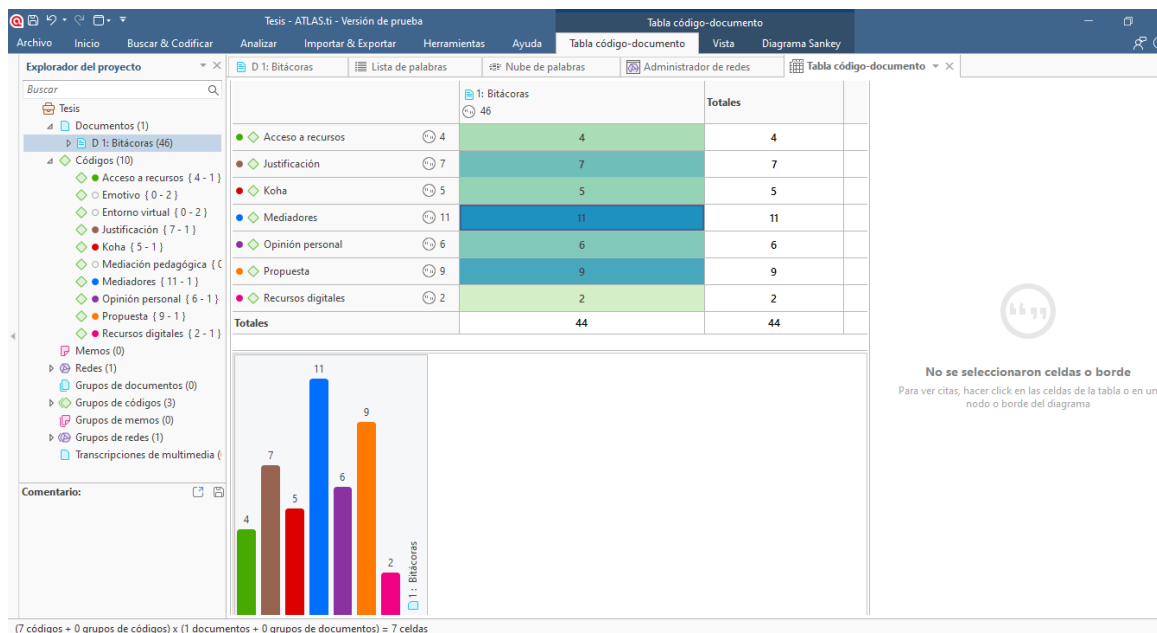 Tesis - ATLAS.ti - Versión de prueba
Tabla código-documento
Archivo Inicio Buscar & Codificar Analizar Importar & Exportar Herramientas Ayuda Tabla código-documento Vista Diagrama Sankey
Explorador del proyecto
D 1: Bitácoras Lista de palabras Nube de palabras Administrador de redes Tabla código-documento
Buscar
Tesis
Documentos (1)
D 1: Bitácoras (46)
Códigos (10)
Acceso a recursos { 4 - 1 }
Emotivo { 0 - 2 }
Entorno virtual { 0 - 2 }
Justificación { 7 - 1 }
Koha { 5 - 1 }
Mediación pedagógica {
Mediadores { 11 - 1 }
Opinión personal { 6 - 1 }
Propuesta { 9 - 1 }
Recursos digitales { 2 - 1 }
Memos (0)
Redes (1)
Grupos de documentos (0)
Grupos de códigos (3)
Grupos de memos (0)
Grupos de redes (1)
Transcripciones de multimedia (
Comentario:
1: Bitácoras
46
Totales
Acceso a recursos 4 4 4
Justificación 7 7 7
Koha 5 5 5
Mediadores 11 11 11
Opinión personal 6 6 6
Propuesta 9 9 9
Recursos digitales 2 2 2
Totales 44 44
4
7
5
11
6
9
2
1: Bitácoras
No se seleccionaron celdas o borde
Para ver citas, hacer click en las celdas de la tabla o en un
nodo o borde del diagrama
(7 códigos + 0 grupos de códigos) x (1 documentos + 0 grupos de documentos) = 7 celdas